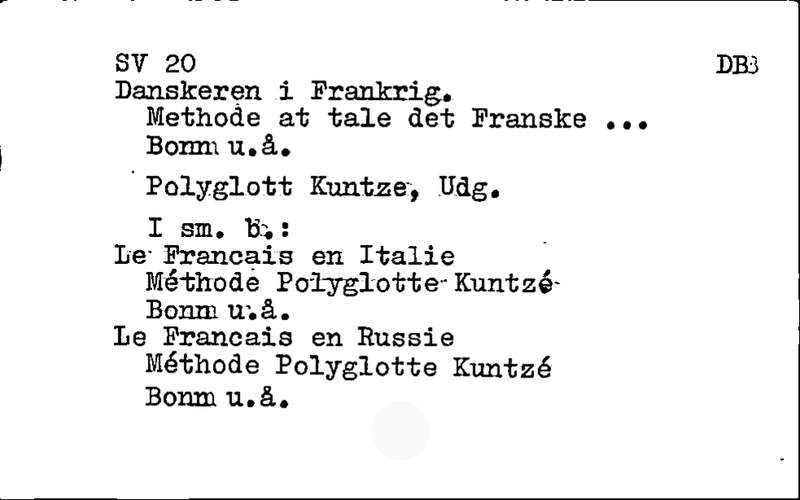 SV 20 DB3
Danskeren i Frankrig.
Methode at tale det Franske ...
Bonn u.å.
Polyglott Kuntze, Udg.
I sm. b.:
Le Francais en Italie
Méthode Polyglotte Kuntzé
Bonn u.å.
Le Francais en Russie
Méthode Polyglotte Kuntzé
Bonn u.å.